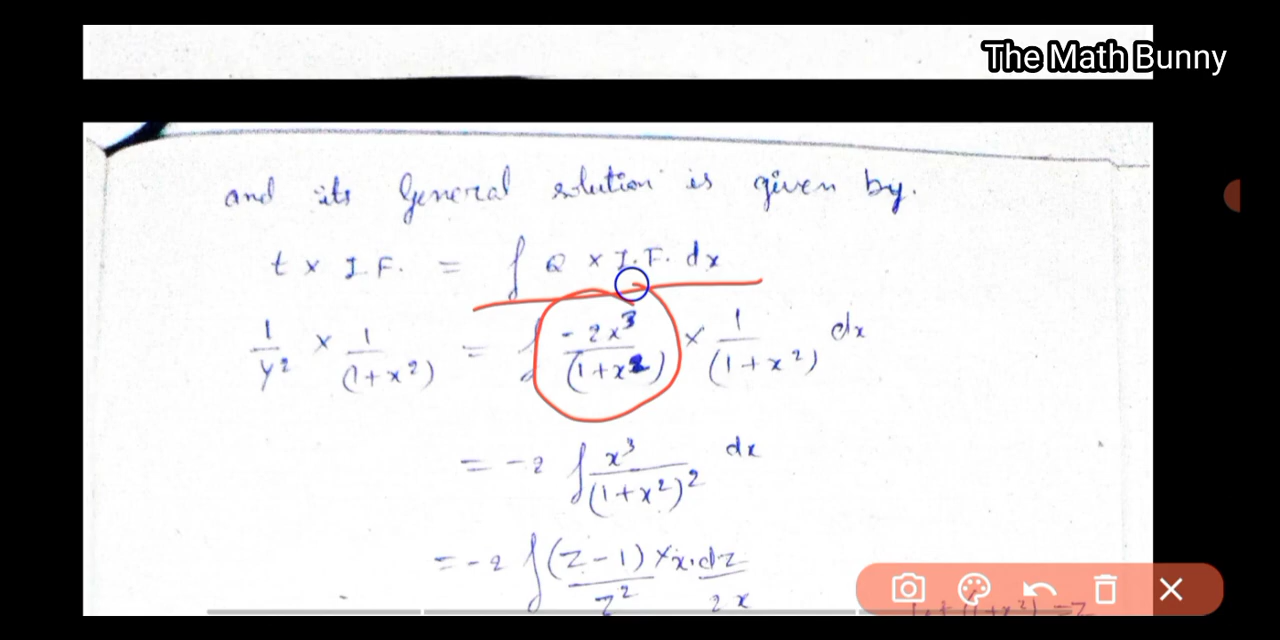 The Math Bunny
and its General solution is given by.
t x I.F. = ∫ Q x I.F. dx
1/y² x 1/(1+x²) = ∫ -2x³/(1+x²) x 1/(1+x²) dx
= -2 ∫ x³/(1+x²)² dx
= -2 ∫ (z-1)/z² x x.dz/2x